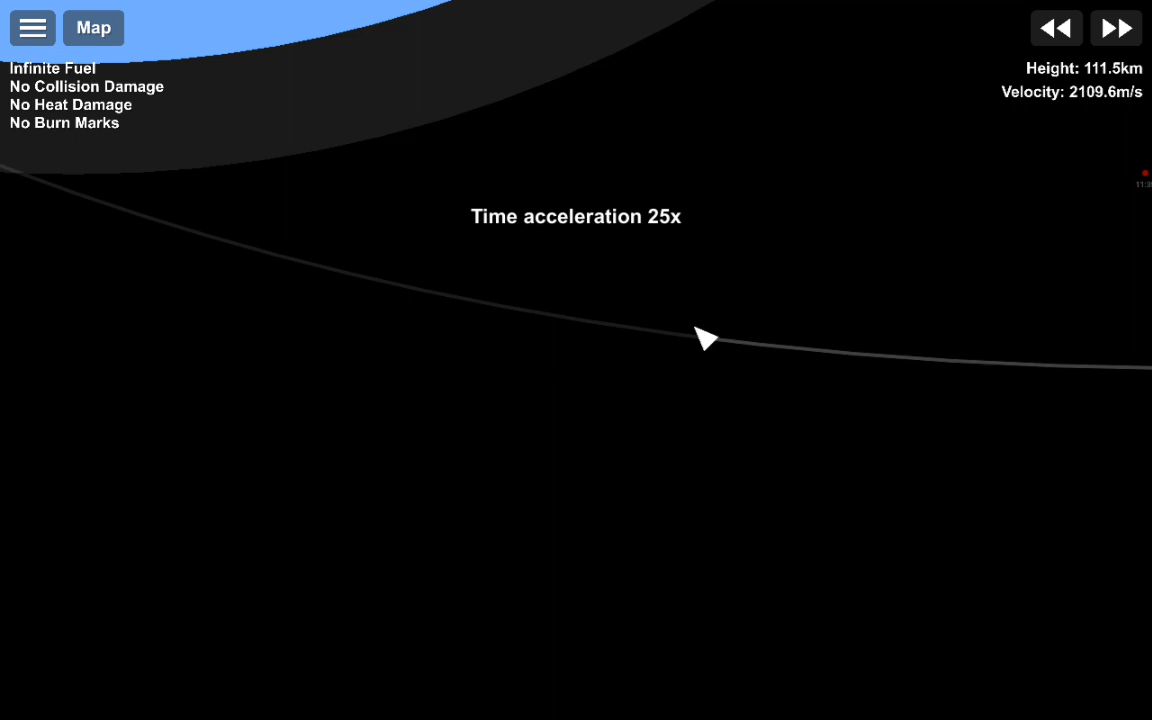 Map
Infinite Fuel
No Collision Damage
No Heat Damage
No Burn Marks
Height: 111.5km
Velocity: 2109.6m/s
Time acceleration 25x